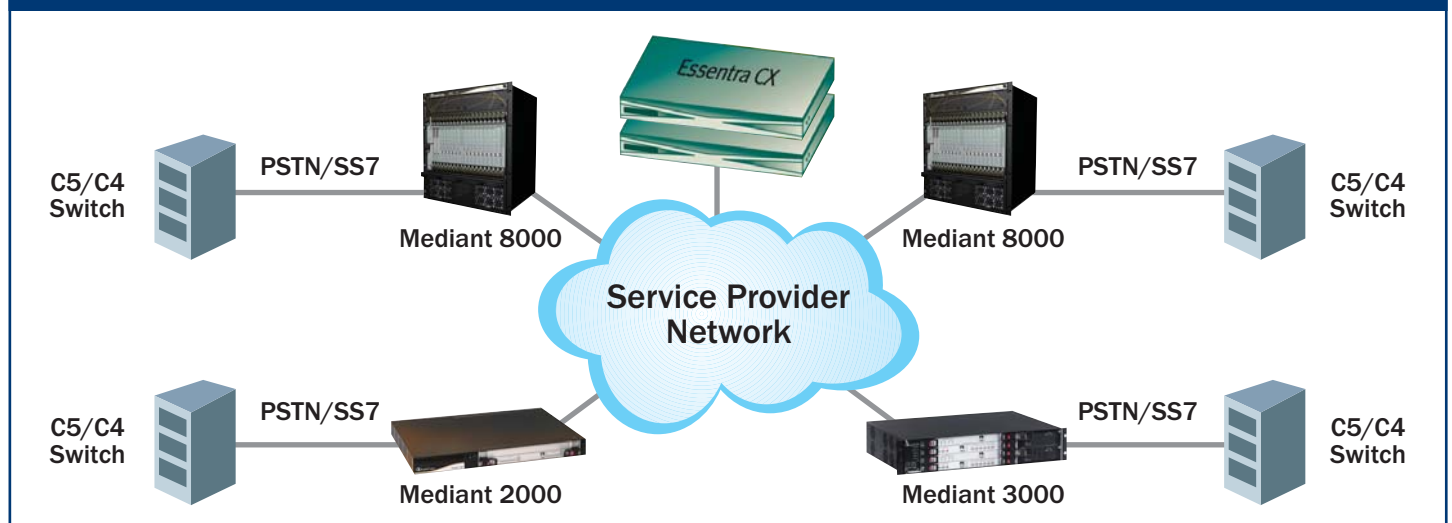 Essentra CX
PSTN/SS7
PSTN/SS7
C5/C4
Switch
C5/C4
Switch
Mediant 8000
Mediant 8000
Service Provider
Network
PSTN/SS7
PSTN/SS7
C5/C4
Switch
C5/C4
Switch
Mediant 2000
Mediant 3000